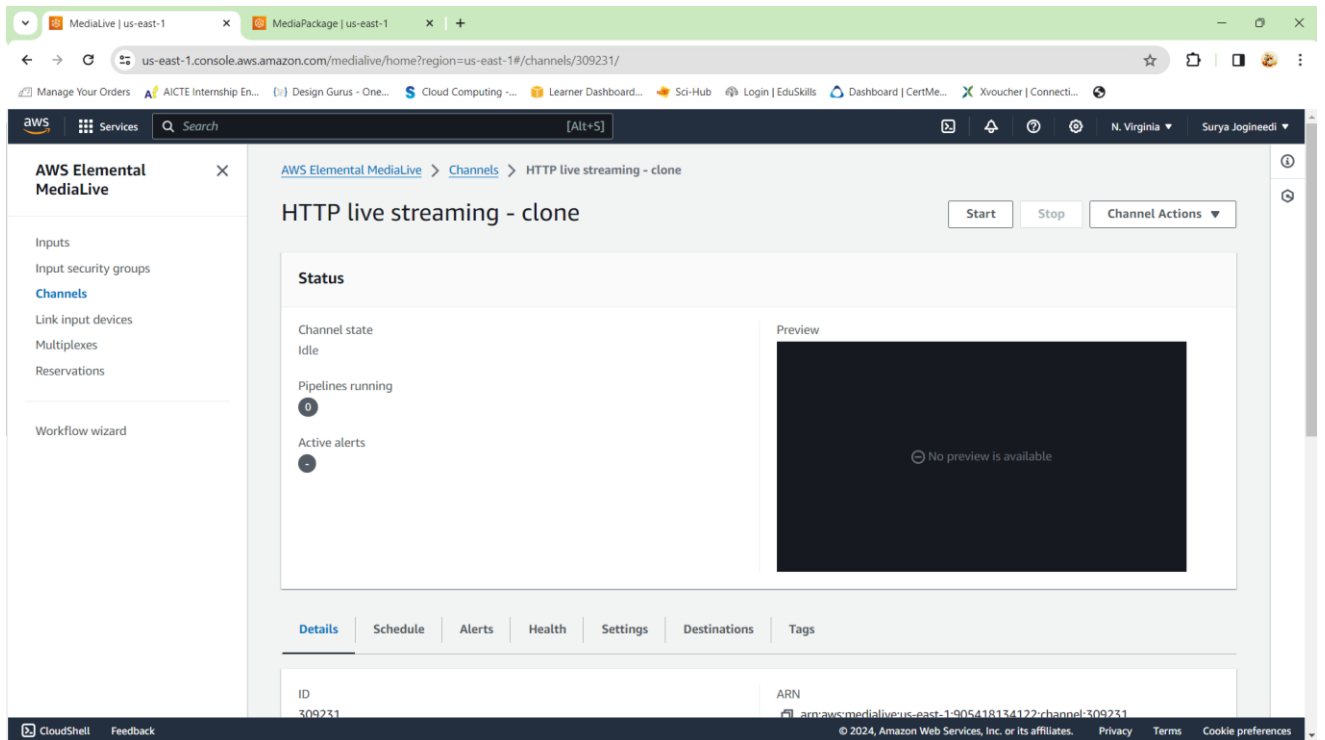 MediaLive | us-east-1
MediaPackage | us-east-1
us-east-1.console.aws.amazon.com/medialive/home?region=us-east-1#/channels/309231/
Manage Your Orders
AICTE Internship En...
Design Gurus - One...
Cloud Computing -...
Learner Dashboard...
Sci-Hub
Login | EduSkills
Dashboard | CertMe...
Xvoucher | Connecti...
aws
Services
Search
[Alt+S]
N. Virginia
Surya Jogineedi
AWS Elemental
MediaLive
Inputs
Input security groups
Channels
Link input devices
Multiplexes
Reservations
Workflow wizard
AWS Elemental MediaLive > Channels > HTTP live streaming - clone
HTTP live streaming - clone
Start
Stop
Channel Actions
Status
Channel state
Idle
Pipelines running
0
Active alerts
-
Preview
No preview is available
Details
Schedule
Alerts
Health
Settings
Destinations
Tags
ID
309231
ARN
arn:aws:medialive:us-east-1:905418134122:channel:309231
CloudShell
Feedback
© 2024, Amazon Web Services, Inc. or its affiliates.
Privacy
Terms
Cookie preferences